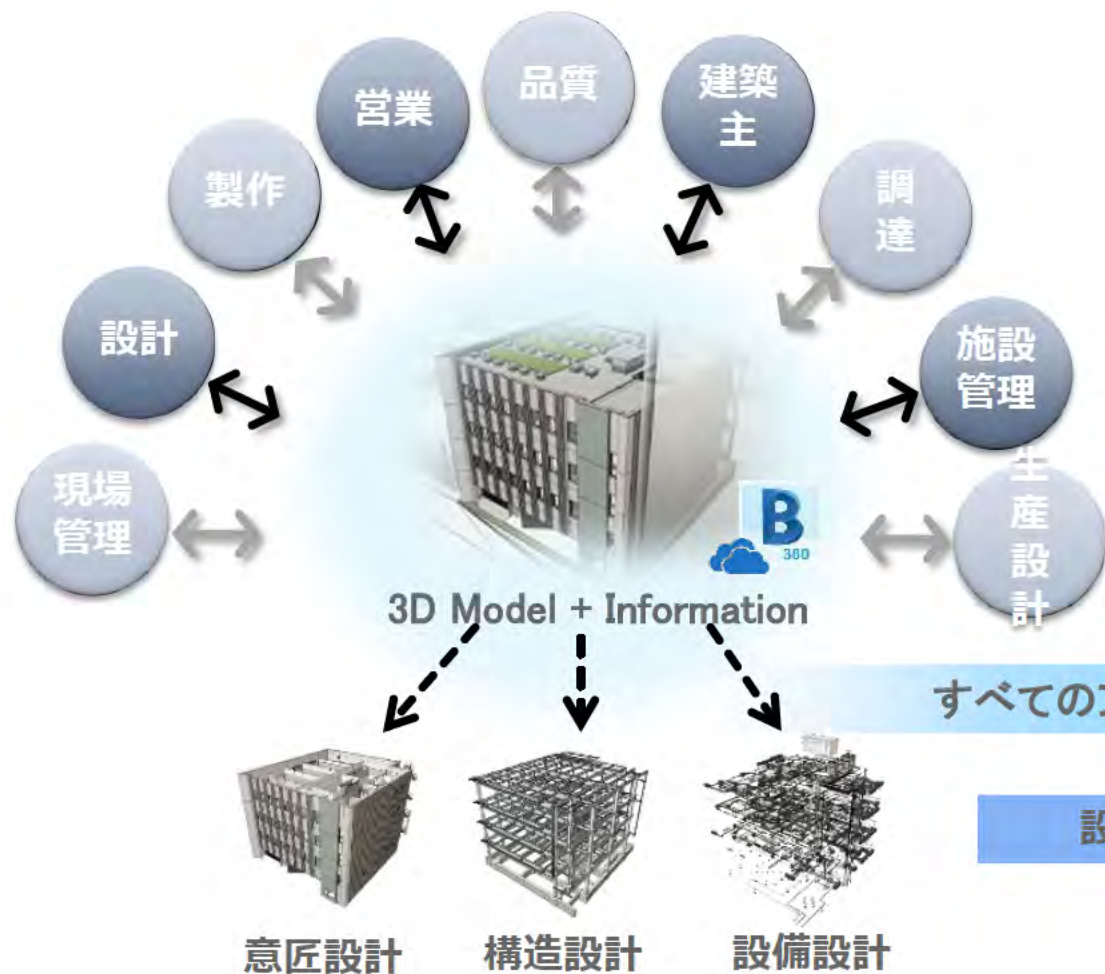 品質
営業
建築
主
製作
調
達
設計
施設
管理
現場
管理
生
産
設
計
B
360
3D Model + Information
すべての
設
意匠設計
構造設計
設備設計